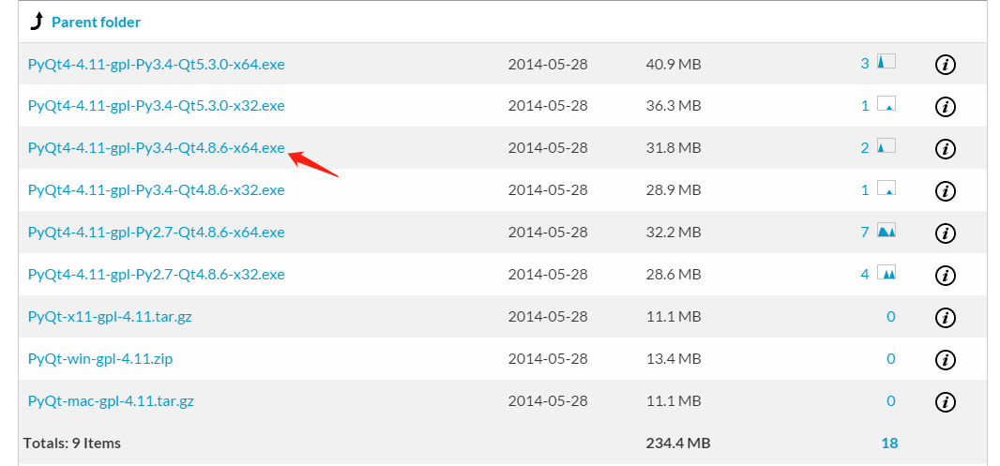 Parent folder
PyQt4-4.11-gpl-Py3.4-Qt5.3.0-x64.exe 2014-05-28 40.9 MB 3 i
PyQt4-4.11-gpl-Py3.4-Qt5.3.0-x32.exe 2014-05-28 36.3 MB 1 i
PyQt4-4.11-gpl-Py3.4-Qt4.8.6-x64.exe 2014-05-28 31.8 MB 2 i
PyQt4-4.11-gpl-Py3.4-Qt4.8.6-x32.exe 2014-05-28 28.9 MB 1 i
PyQt4-4.11-gpl-Py2.7-Qt4.8.6-x64.exe 2014-05-28 32.2 MB 7 i
PyQt4-4.11-gpl-Py2.7-Qt4.8.6-x32.exe 2014-05-28 28.6 MB 4 i
PyQt-x11-gpl-4.11.tar.gz 2014-05-28 11.1 MB 0 i
PyQt-win-gpl-4.11.zip 2014-05-28 13.4 MB 0 i
PyQt-mac-gpl-4.11.tar.gz 2014-05-28 11.1 MB 0 i
Totals: 9 Items 234.4 MB 18